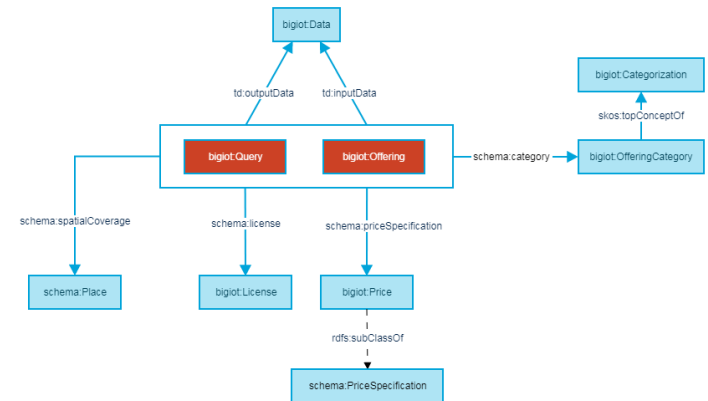 bigiot:Data
bigiot:Categorization
td:outputData
td:inputData
skos:topConceptOf
bigiot:Query
bigiot:Offering
schema:category
bigiot:OfferingCategory
schema:spatialCoverage
schema:license
schema:priceSpecification
schema:Place
bigiot:License
bigiot:Price
rdfs:subClassOf
schema:PriceSpecification